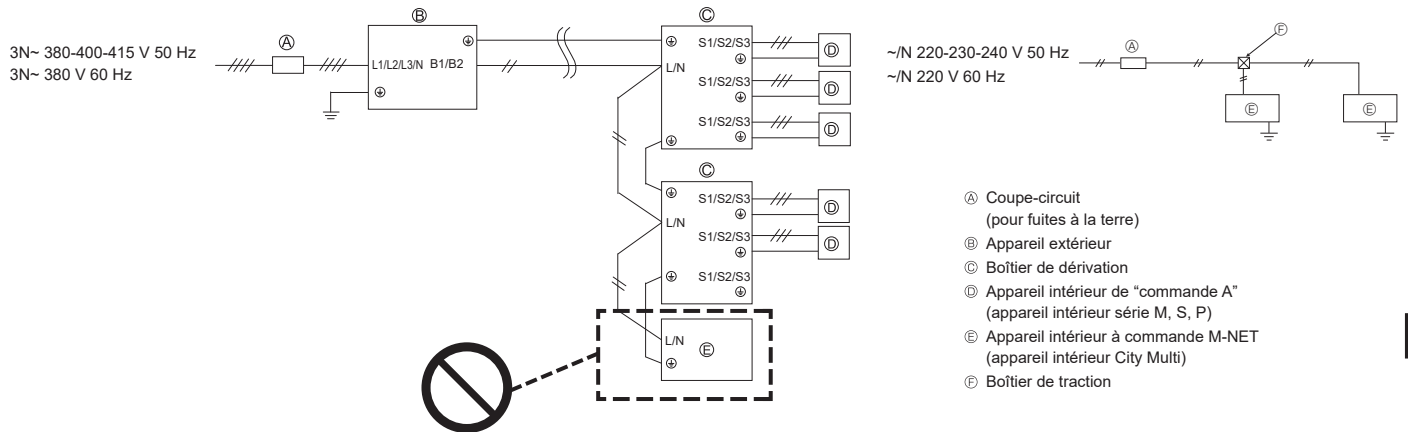 3N~ 380-400-415 V 50 Hz
3N~ 380 V 60 Hz
Ⓐ
Ⓑ
L1/L2/L3/N B1/B2
Ⓒ
S1/S2/S3
L/N
S1/S2/S3
S1/S2/S3
Ⓓ
Ⓓ
Ⓓ
Ⓒ
S1/S2/S3
L/N
S1/S2/S3
S1/S2/S3
Ⓓ
Ⓓ
L/N
Ⓔ
~/N 220-230-240 V 50 Hz
~/N 220 V 60 Hz
Ⓐ
Ⓕ
Ⓔ
Ⓔ
Ⓐ Coupe-circuit
(pour fuites à la terre)
Ⓑ Appareil extérieur
Ⓒ Boîtier de dérivation
Ⓓ Appareil intérieur de “commande A”
(appareil intérieur série M, S, P)
Ⓔ Appareil intérieur à commande M-NET
(appareil intérieur City Multi)
Ⓕ Boîtier de traction